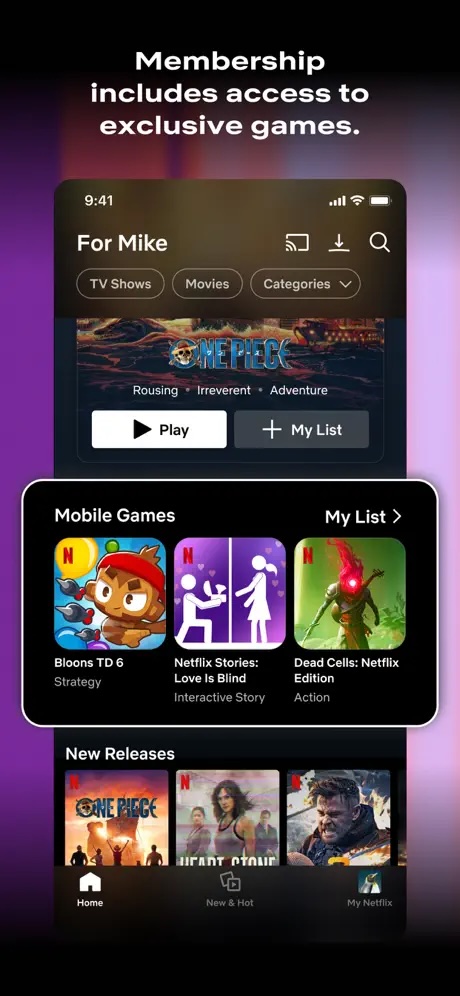 Membership
includes access to
exclusive games.
9:41
For Mike
TV Shows
Movies
Categories
ONE PIECE
Rousing • Irreverent • Adventure
Play
My List
Mobile Games
My List
N
N
N
Bloons TD 6
Strategy
Netflix Stories:
Love Is Blind
Interactive Story
Dead Cells: Netflix
Edition
Action
New Releases
N
ONE PIECE
N
HEART STONE
N
Home
New & Hot
My Netflix